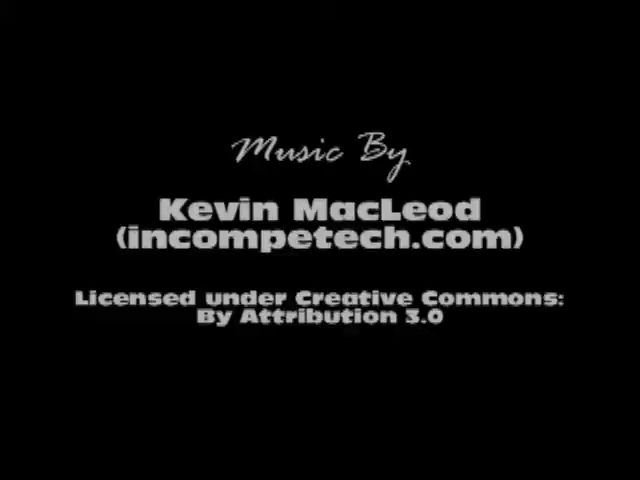 Music By
Kevin MacLeod
(incompetech.com)
Licensed under Creative Commons:
By Attribution 3.0